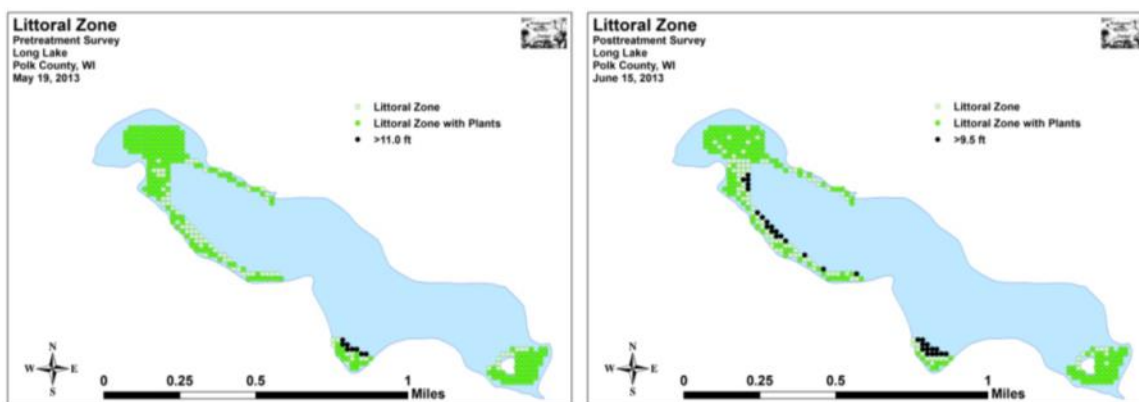 Littoral Zone
Pretreatment Survey
Long Lake
Polk County, WI
May 19, 2013
Littoral Zone
Littoral Zone with Plants
>11.0 ft
N
W E
S
0 0.25 0.5 1
Miles
Littoral Zone
Posttreatment Survey
Long Lake
Polk County, WI
June 15, 2013
Littoral Zone
Littoral Zone with Plants
>9.5 ft
N
W E
S
0 0.25 0.5 1
Miles